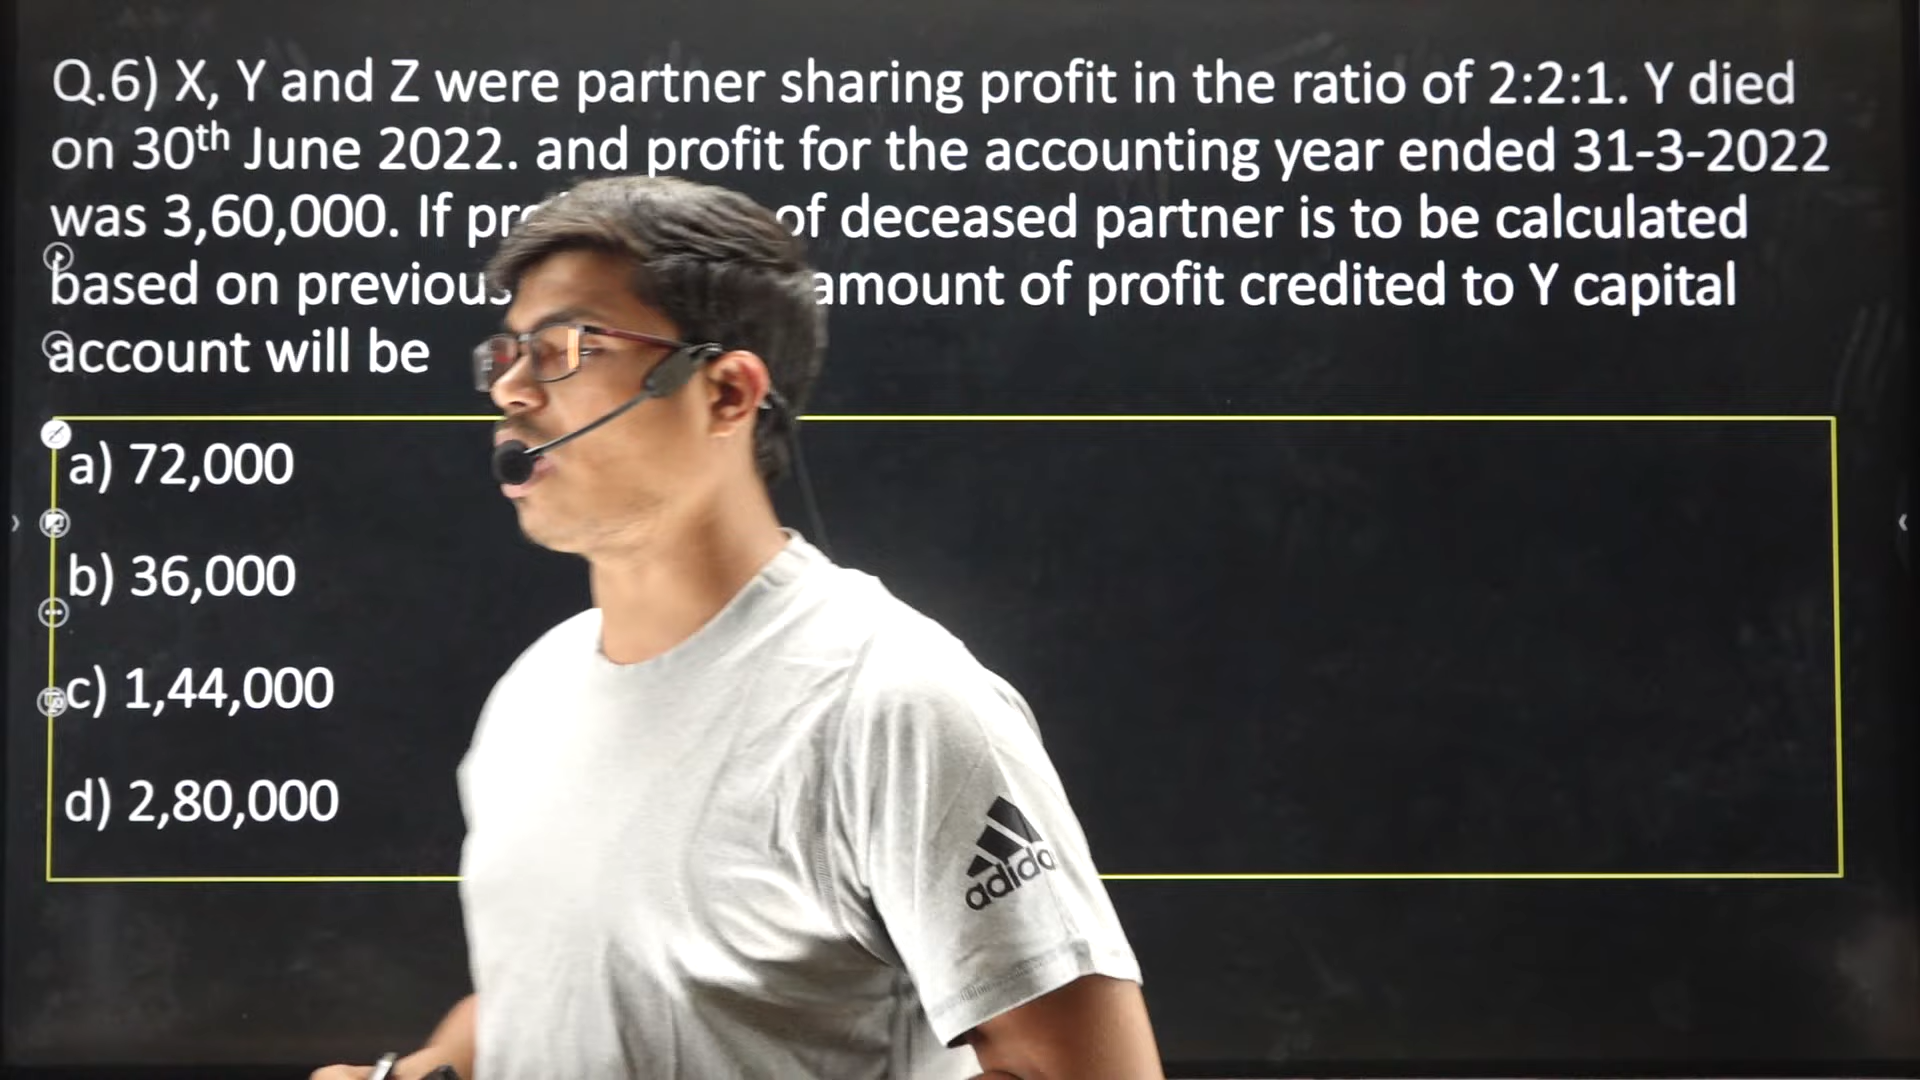 Q.6) X, Y and Z were partner sharing profit in the ratio of 2:2:1. Y died
on 30th June 2022. and profit for the accounting year ended 31-3-2022
was 3,60,000. If of deceased partner is to be calculated
based on previous amount of profit credited to Y capital
account will be
a) 72,000
b) 36,000
c) 1,44,000
d) 2,80,000
adidas